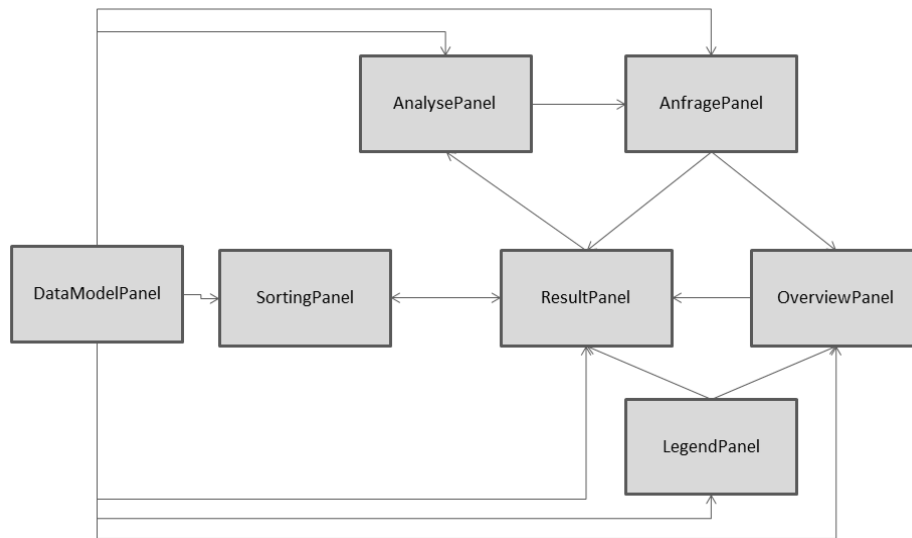 AnalysePanel
AnfragePanel
DataModelPanel
SortingPanel
ResultPanel
OverviewPanel
LegendPanel